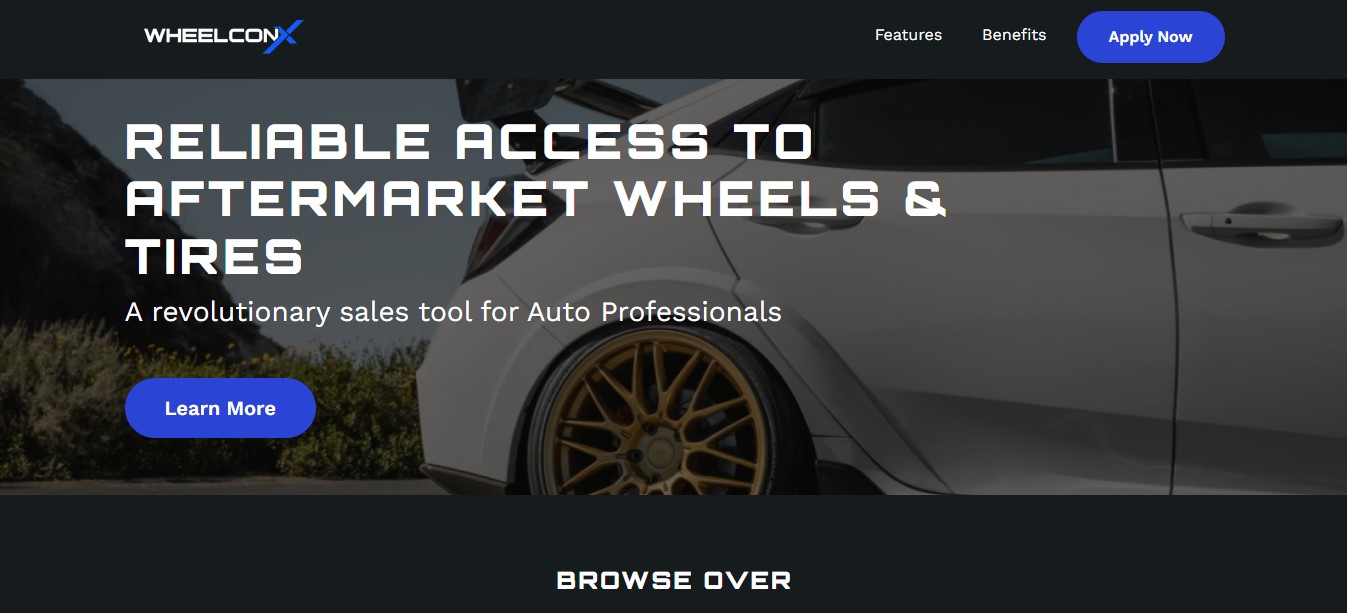 WHEELCONX
Features
Benefits
Apply Now
RELIABLE ACCESS TO
AFTERMARKET WHEELS &
TIRES
A revolutionary sales tool for Auto Professionals
Learn More
BROWSE OVER